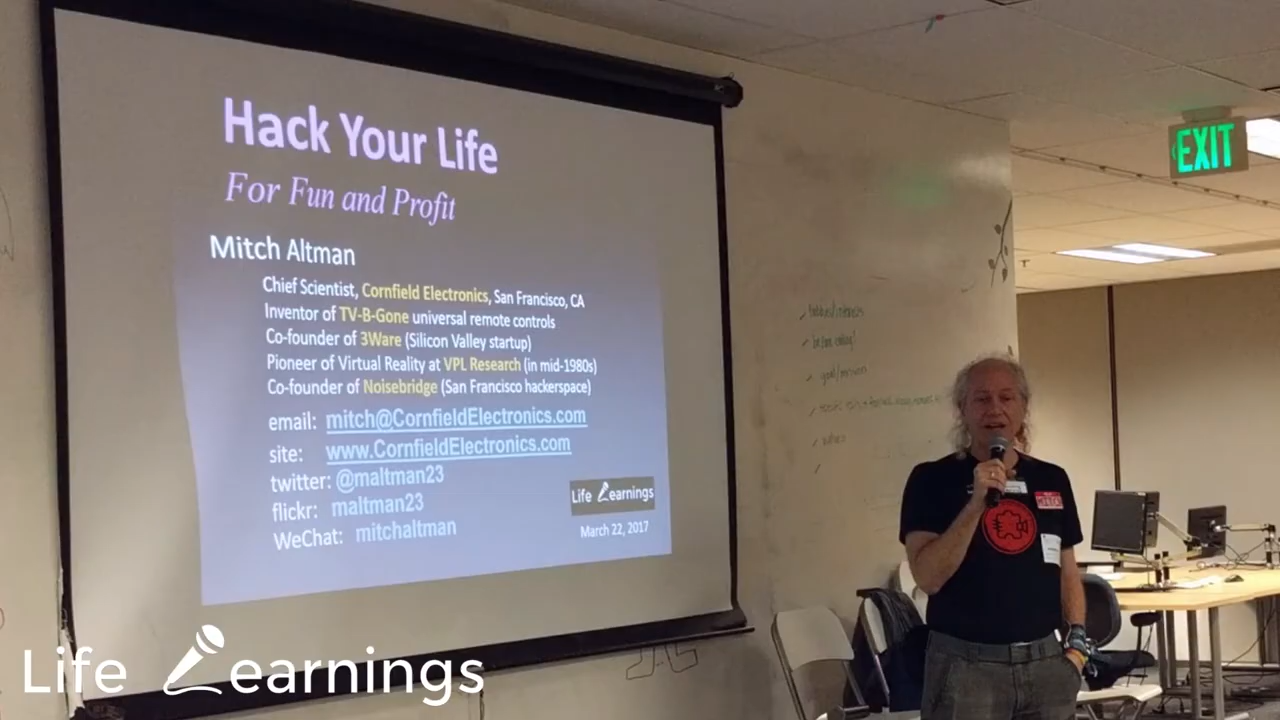 Hack Your Life
For Fun and Profit
Mitch Altman
Chief Scientist, Cornfield Electronics, San Francisco, CA
Inventor of TV-B-Gone universal remote controls
Co-founder of 3Ware (Silicon Valley startup)
Pioneer of Virtual Reality at VPL Research (in mid-1980s)
Co-founder of Noisebridge (San Francisco hackerspace)
email: mitch@CornfieldElectronics.com
site: www.CornfieldElectronics.com
twitter: @maltman23
flickr: maltman23
WeChat: mitchaltman
Life Learnings
March 22, 2017
EXIT
Life Learnings